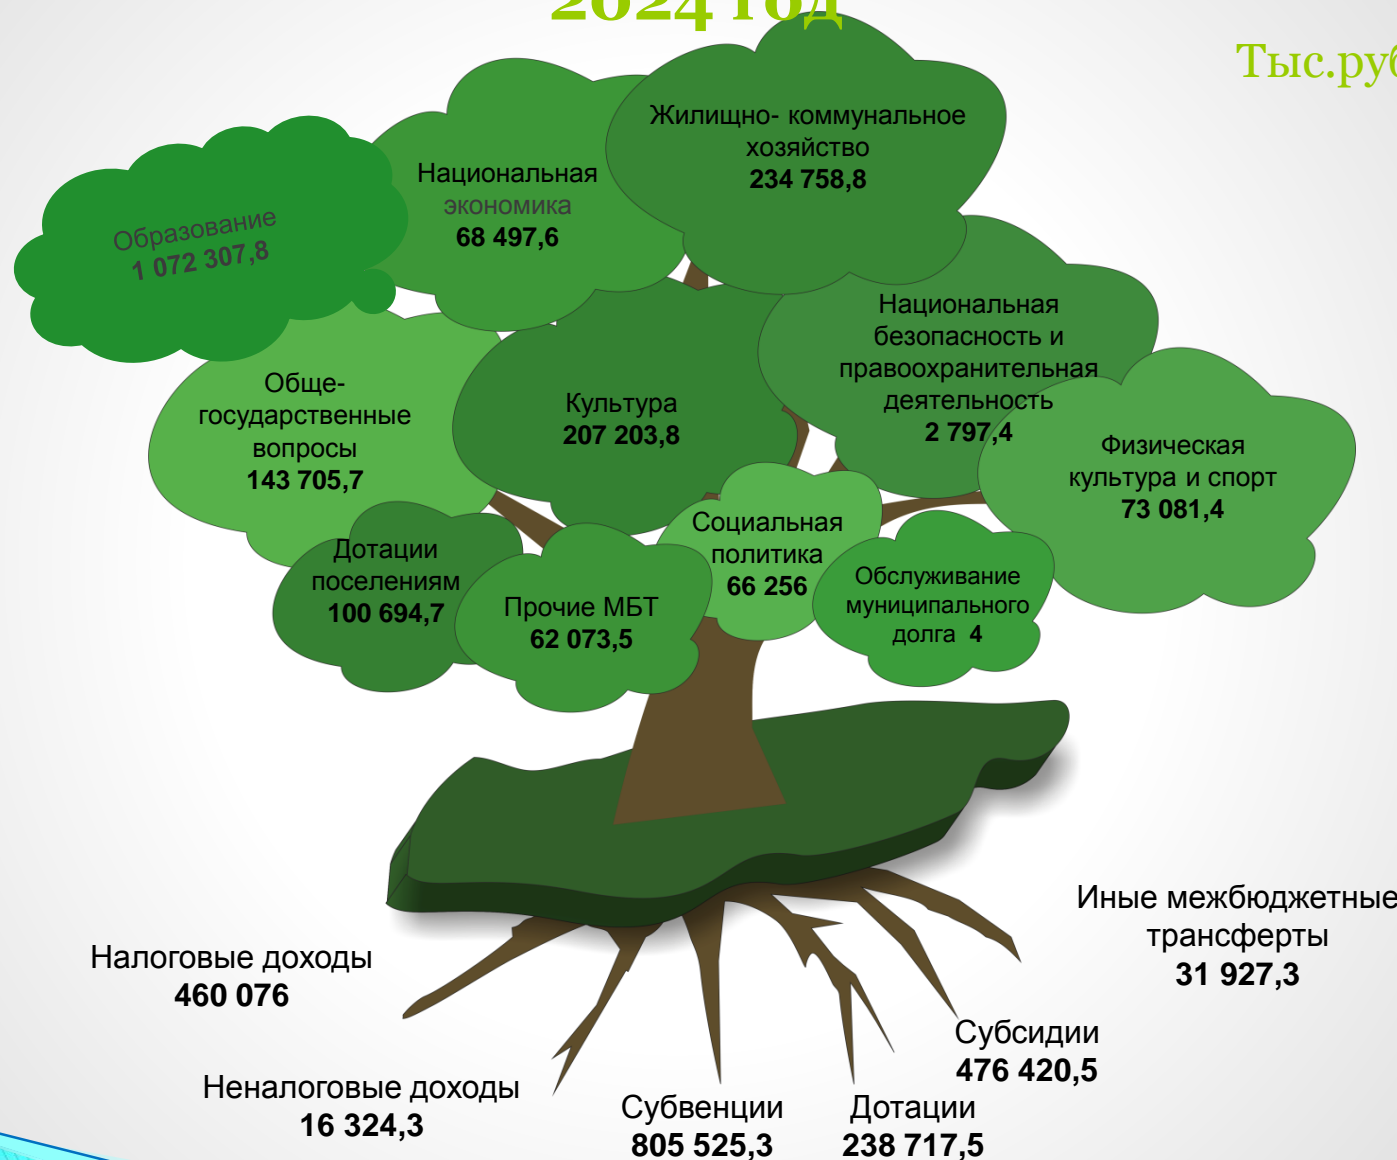 2024 год
Тыс.руб
Жилищно- коммунальное
хозяйство
234 758,8
Национальная
экономика
68 497,6
Образование
1 072 307,8
Национальная
безопасность и
правоохранительная
деятельность
2 797,4
Обще-
государственные
вопросы
143 705,7
Культура
207 203,8
Физическая
культура и спорт
73 081,4
Социальная
политика
66 256
Дотации
поселениям
100 694,7
Прочие МБТ
62 073,5
Обслуживание
муниципального
долга 4
Иные межбюджетные
трансферты
31 927,3
Налоговые доходы
460 076
Субсидии
476 420,5
Неналоговые доходы
16 324,3
Субвенции
805 525,3
Дотации
238 717,5